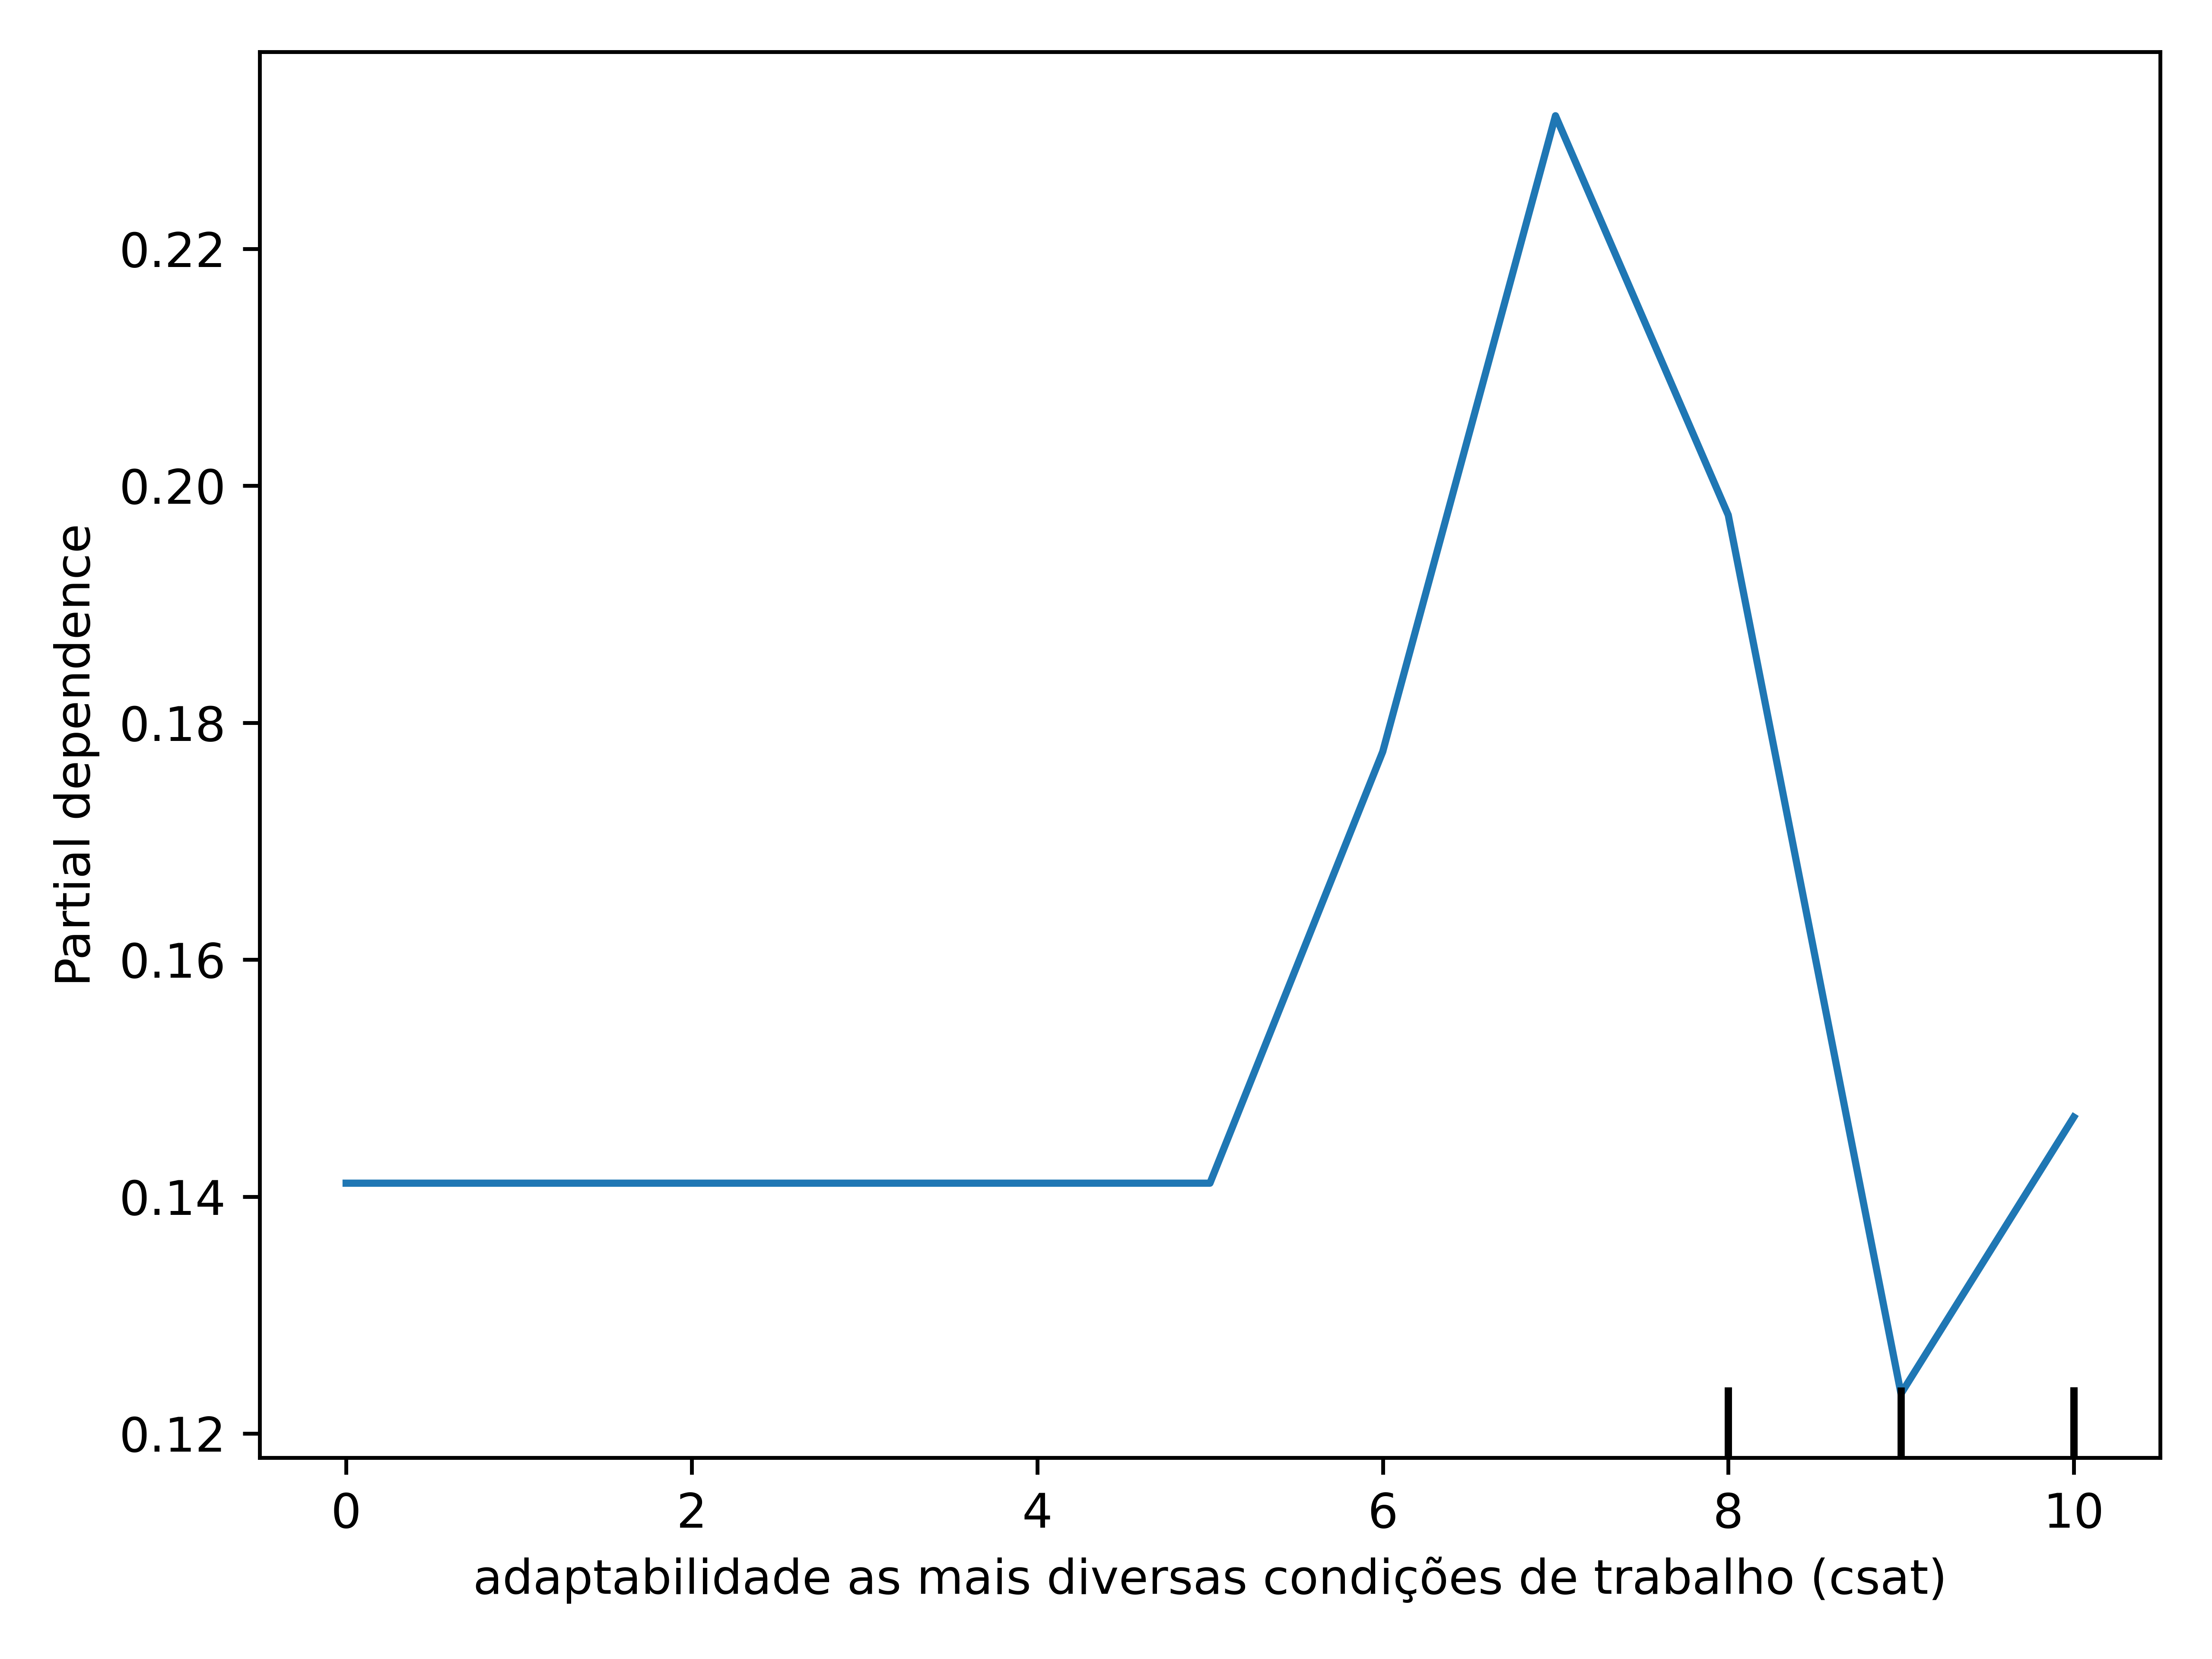 0.22
0.20
0.18
0.16
0.14
0.12
Partial dependence
0 2 4 6 8 10
adaptabilidade as mais diversas condições de trabalho (csat)